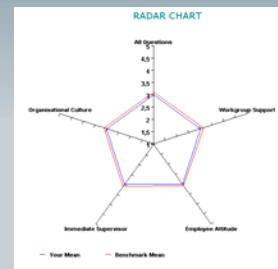 RADAR CHART
All Questions
5
4,5
4
3,5
3
2,5
2
1,5
1
Organisational Culture
Workgroup Support
Immediate Supervisor
Employee Attitude
Your Mean
Benchmark Mean